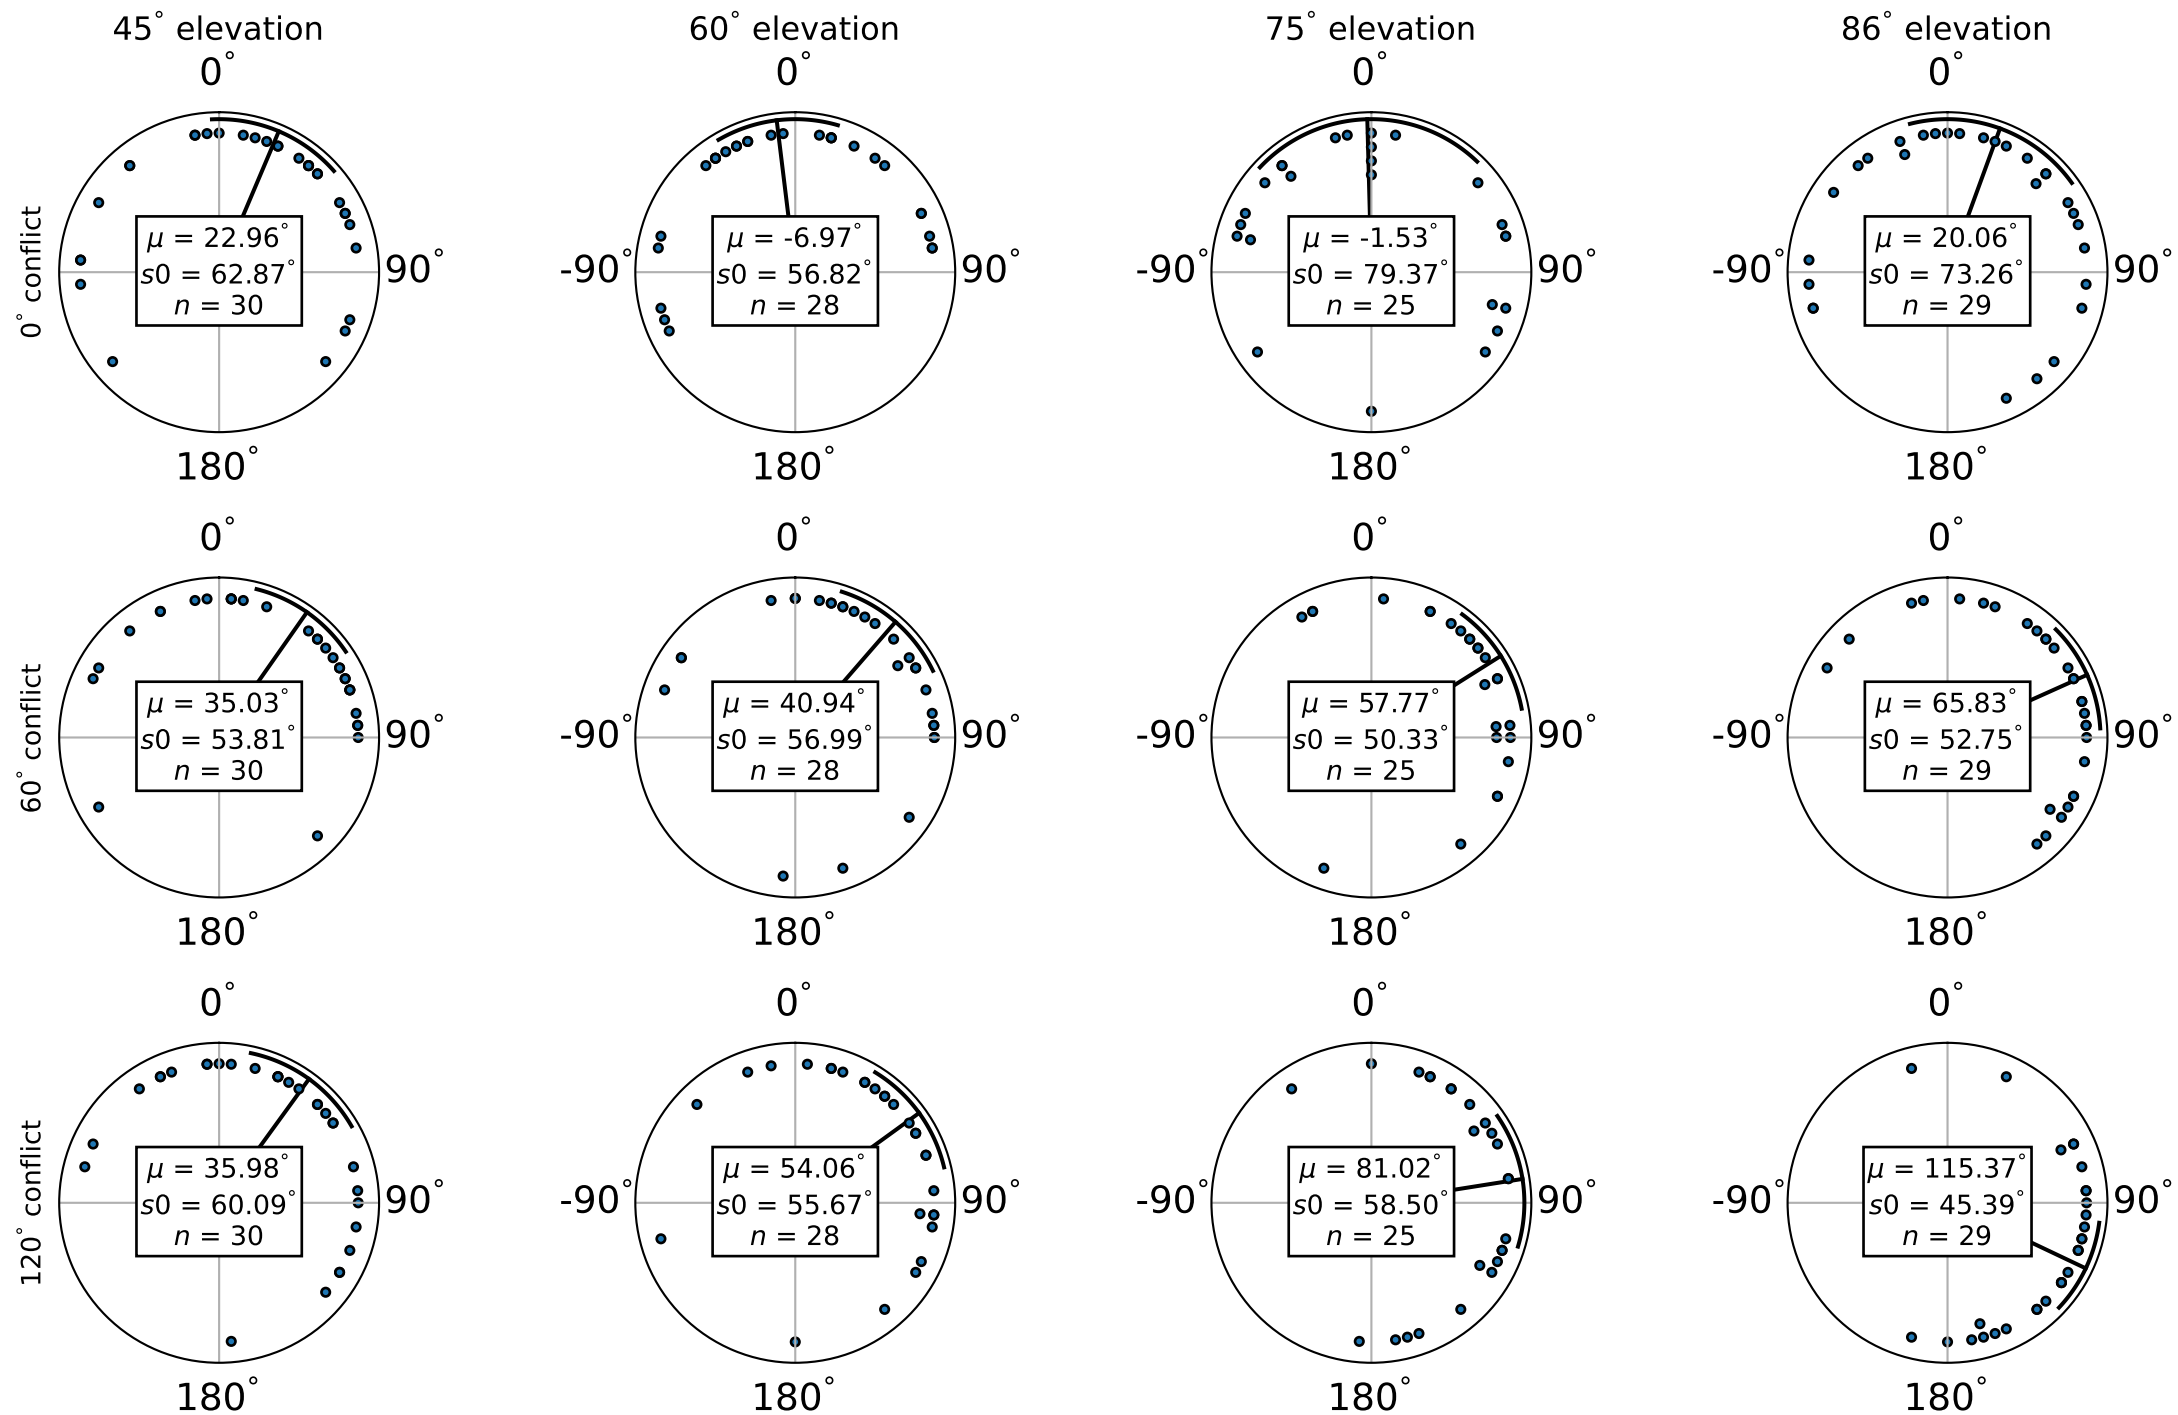 45° elevation 60° elevation 75° elevation 86° elevation
0° 0° 0° 0°
0° conflict
μ = 22.96°
s0 = 62.87°
n = 30
90°
-90°
μ = -6.97°
s0 = 56.82°
n = 28
90°
-90°
μ = -1.53°
s0 = 79.37°
n = 25
90°
-90°
μ = 20.06°
s0 = 73.26°
n = 29
90°
180° 180° 180° 180°
0° 0° 0° 0°
60° conflict
μ = 35.03°
s0 = 53.81°
n = 30
90°
-90°
μ = 40.94°
s0 = 56.99°
n = 28
90°
-90°
μ = 57.77°
s0 = 50.33°
n = 25
90°
-90°
μ = 65.83°
s0 = 52.75°
n = 29
90°
180° 180° 180° 180°
0° 0° 0° 0°
120° conflict
μ = 35.98°
s0 = 60.09°
n = 30
90°
-90°
μ = 54.06°
s0 = 55.67°
n = 28
90°
-90°
μ = 81.02°
s0 = 58.50°
n = 25
90°
-90°
μ = 115.37°
s0 = 45.39°
n = 29
90°
180° 180° 180° 180°